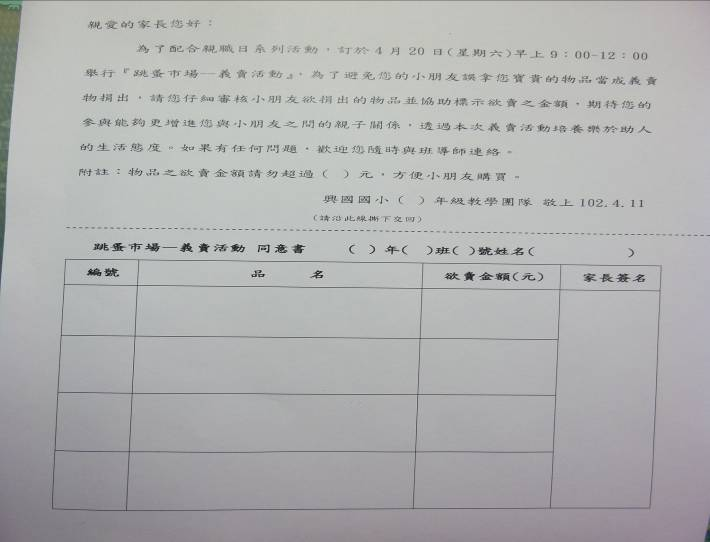 親愛的家長您好：
為了配合親職日系列活動，訂於4月20日(星期六)早上9：00-12：00
舉行『跳蚤市場—義賣活動』，為了避免您的小朋友誤拿您寶貴的物品當成義賣
物捐出，請您仔細審核小朋友欲捐出的物品並協助標示欲賣之金額，期待您的
參與能夠更增進您與小朋友之間的親子關係，透過本次義賣活動培養樂於助人
的生活態度。如果有任何問題，歡迎您隨時與班導師連絡。
附註：物品之欲賣金額請勿超過（ ）元，方便小朋友購買。
興國國小（ ）年級教學團隊 敬上 102.4.11
（請沿此線撕下交回）
跳蚤市場—義賣活動 同意書 （ ）年( )班( )號姓名( )
編號 品 名 欲賣金額(元) 家長簽名